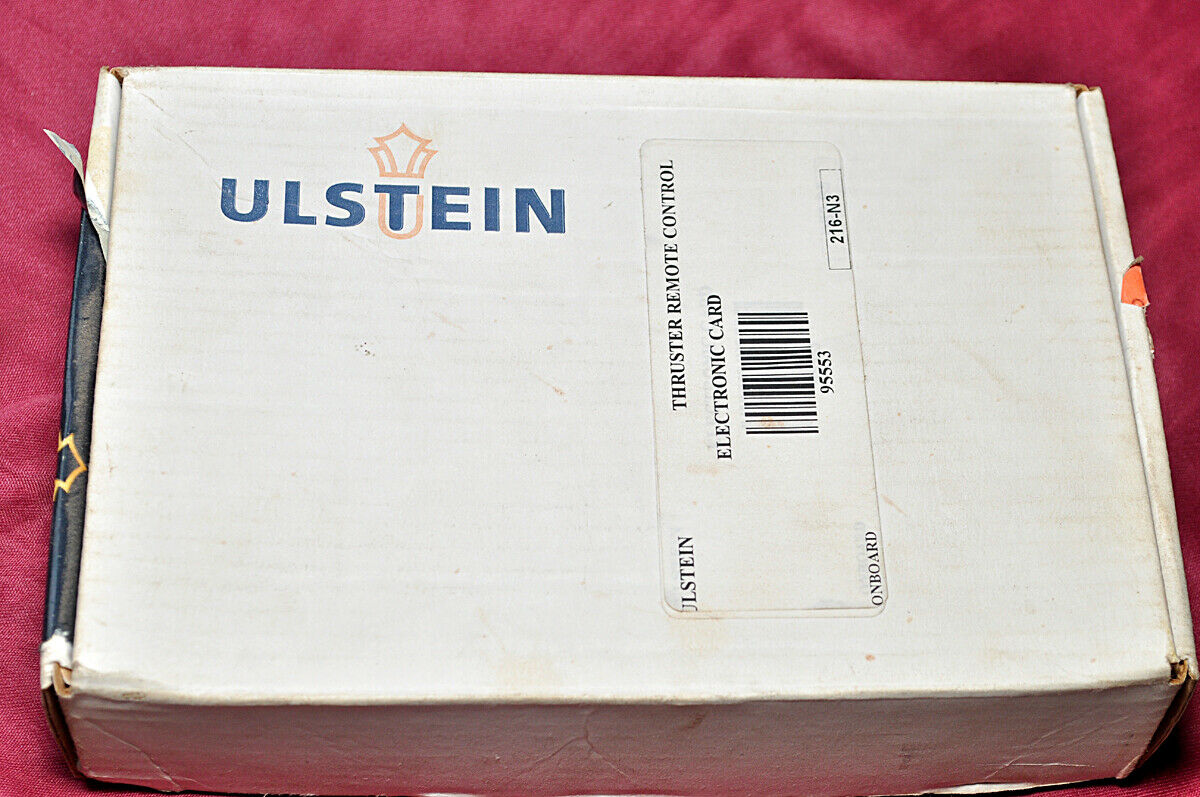 ULSTEIN
ULSTEIN THRUSTER REMOTE CONTROL
ELECTRONIC CARD
95553
ONBOARD 216-N3